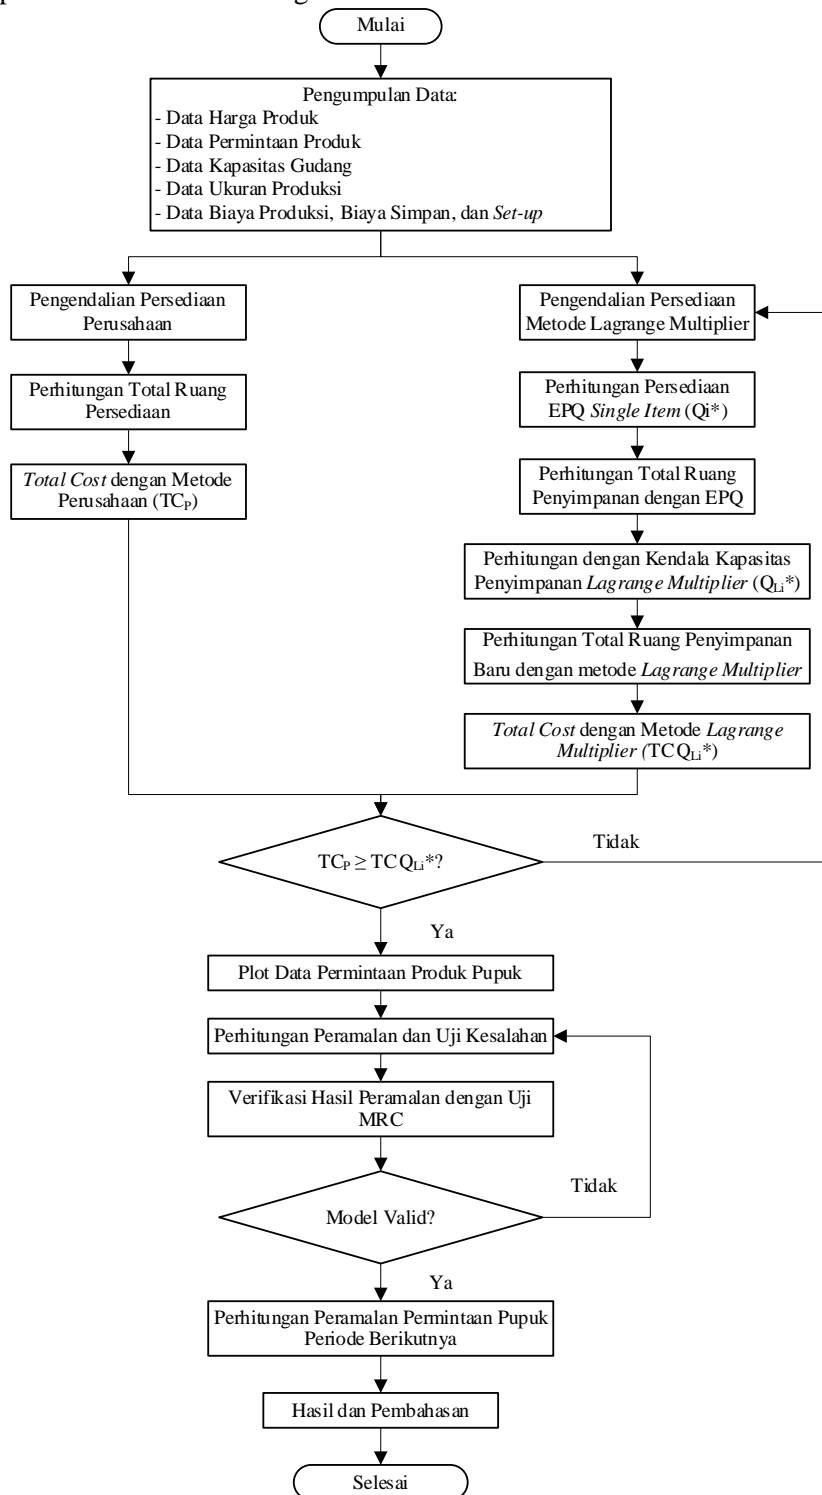 Mulai
Pengumpulan Data:
- Data Harga Produk
- Data Permintaan Produk
- Data Kapasitas Gudang
- Data Ukuran Produksi
- Data Biaya Produksi, Biaya Simpan, dan Set-up
Pengendalian Persediaan
Perusahaan
Perhitungan Total Ruang
Persediaan
Total Cost dengan Metode
Perusahaan (TCP)
Pengendalian Persediaan
Metode Lagrange Multiplier
Perhitungan Persediaan
EPQ Single Item (Qi*)
Perhitungan Total Ruang
Penyimpanan dengan EPQ
Perhitungan dengan Kendala Kapasitas
Penyimpanan Lagrange Multiplier (QLi*)
Perhitungan Total Ruang Penyimpanan
Baru dengan metode Lagrange Multiplier
Total Cost dengan Metode Lagrange
Multiplier (TCQLi*)
TCP ≥ TCQLi*?
Tidak
Ya
Plot Data Permintaan Produk Pupuk
Perhitungan Peramalan dan Uji Kesalahan
Verifikasi Hasil Peramalan dengan Uji
MRC
Model Valid?
Tidak
Ya
Perhitungan Peramalan Permintaan Pupuk
Periode Berikutnya
Hasil dan Pembahasan
Selesai